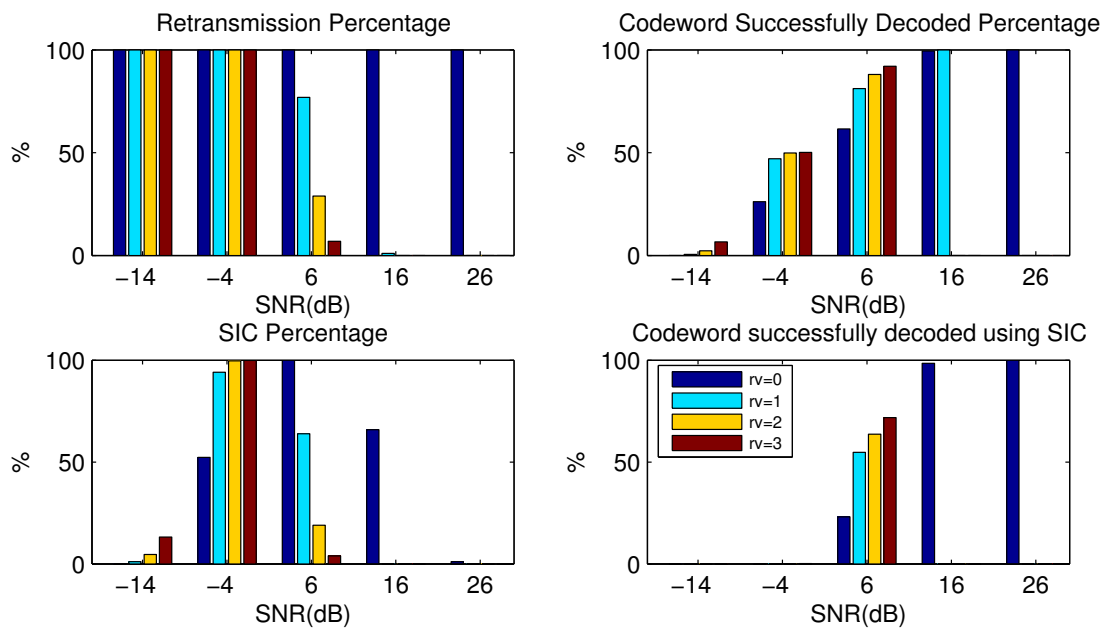 Retransmission Percentage
100
50
0
%
−14 −4 6 16 26
SNR(dB)
Codeword Successfully Decoded Percentage
100
50
0
%
−14 −4 6 16 26
SNR(dB)
SIC Percentage
100
50
0
%
−14 −4 6 16 26
SNR(dB)
Codeword successfully decoded using SIC
100
50
0
%
rv=0
rv=1
rv=2
rv=3
−14 −4 6 16 26
SNR(dB)